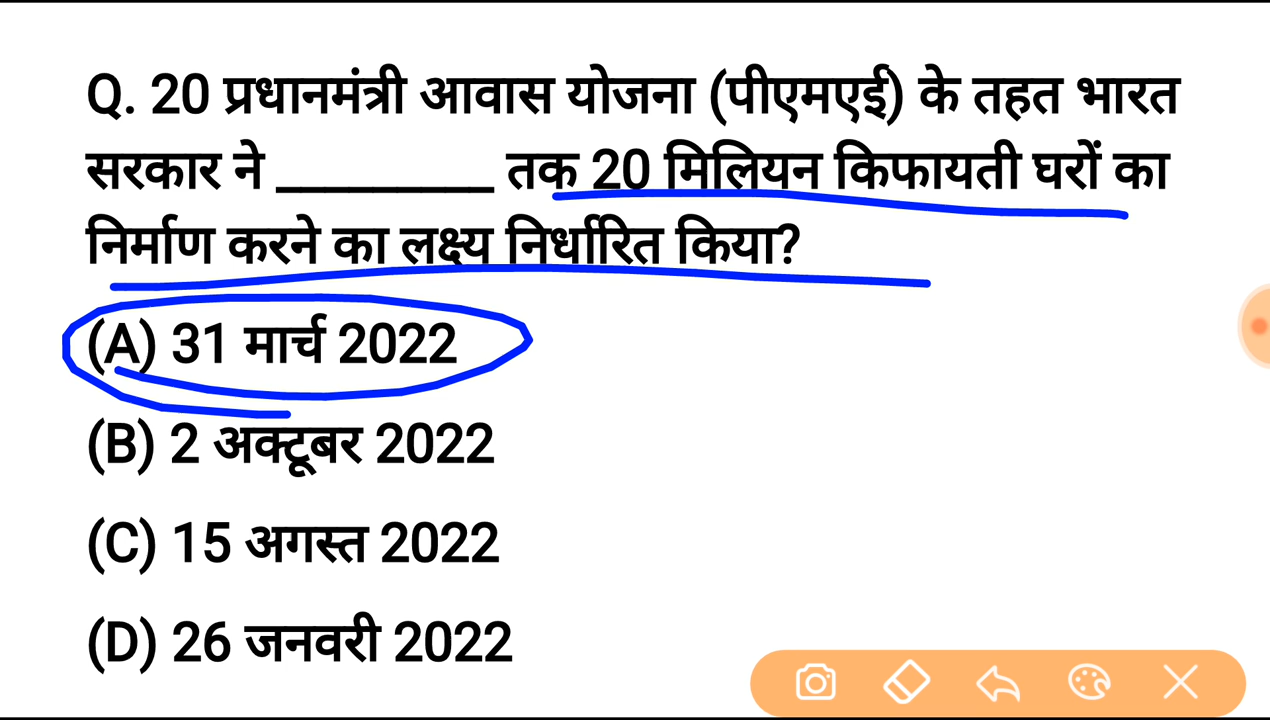 Q. 20 प्रधानमंत्री आवास योजना (पीएमएई) के तहत भारत
सरकार ने _________ तक 20 मिलियन किफायती घरों का
निर्माण करने का लक्ष्य निर्धारित किया?
(A) 31 मार्च 2022
(B) 2 अक्टूबर 2022
(C) 15 अगस्त 2022
(D) 26 जनवरी 2022